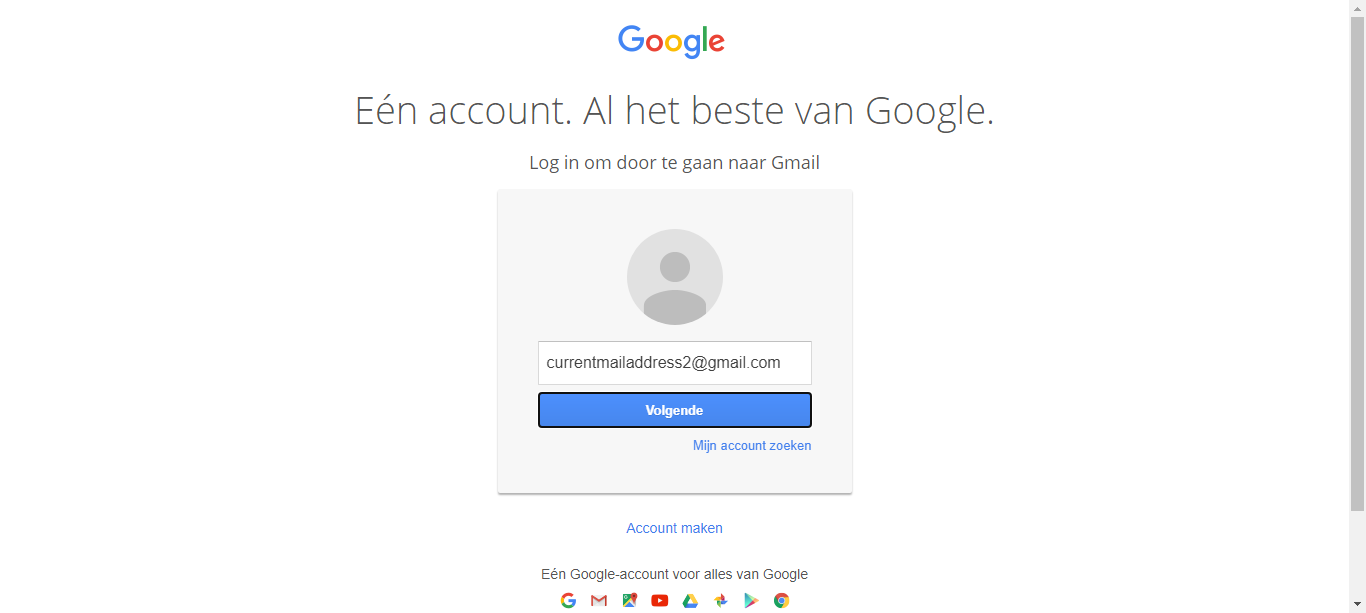 Google
Eén account. Al het beste van Google.
Log in om door te gaan naar Gmail
currentmailaddress2@gmail.com
Volgende
Mijn account zoeken
Account maken
Eén Google-account voor alles van Google